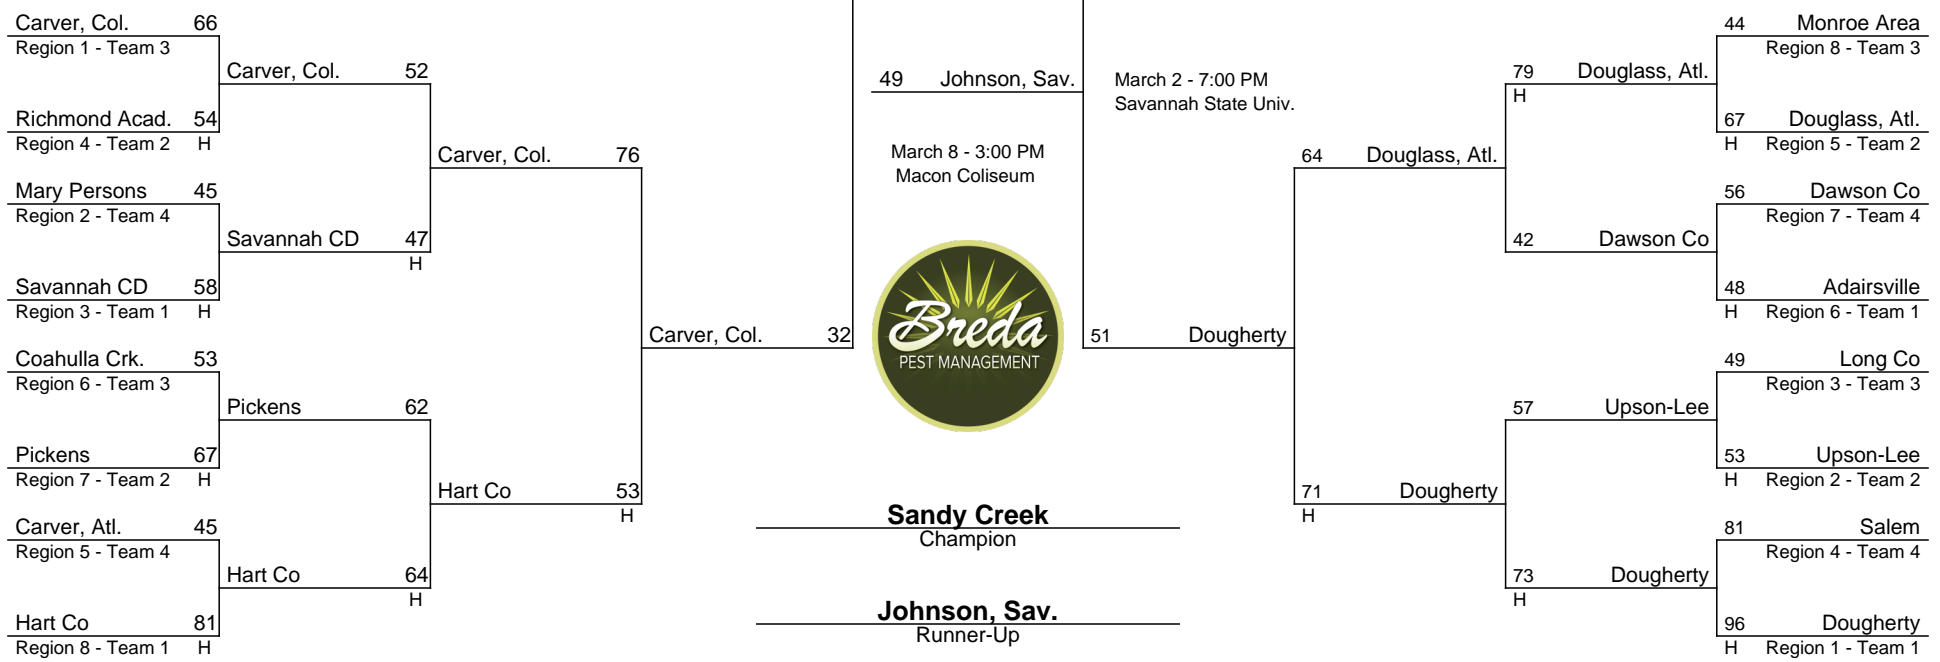 Carver, Col. 66
Region 1 - Team 3
Carver, Col. 52
Richmond Acad. 54
Region 4 - Team 2 H
Carver, Col. 76
Mary Persons 45
Region 2 - Team 4
Savannah CD 47
H
Savannah CD 58
Region 3 - Team 1 H
Carver, Col. 32
Coahulla Crk. 53
Region 6 - Team 3
Pickens 62
Pickens 67
Region 7 - Team 2 H
Hart Co 53
H
Carver, Atl. 45
Region 5 - Team 4
Hart Co 64
H
Hart Co 81
Region 8 - Team 1 H
49 Johnson, Sav.
March 8 - 3:00 PM
Macon Coliseum
Breda
PEST MANAGEMENT
Sandy Creek
Champion
Johnson, Sav.
Runner-Up
March 2 - 7:00 PM
Savannah State Univ.
44 Monroe Area
Region 8 - Team 3
79 Douglass, Atl.
H
67 Douglass, Atl.
H Region 5 - Team 2
64 Douglass, Atl.
56 Dawson Co
Region 7 - Team 4
42 Dawson Co
48 Adairsville
H Region 6 - Team 1
51 Dougherty
49 Long Co
Region 3 - Team 3
57 Upson-Lee
53 Upson-Lee
H Region 2 - Team 2
71 Dougherty
H
81 Salem
Region 4 - Team 4
73 Dougherty
H
96 Dougherty
H Region 1 - Team 1